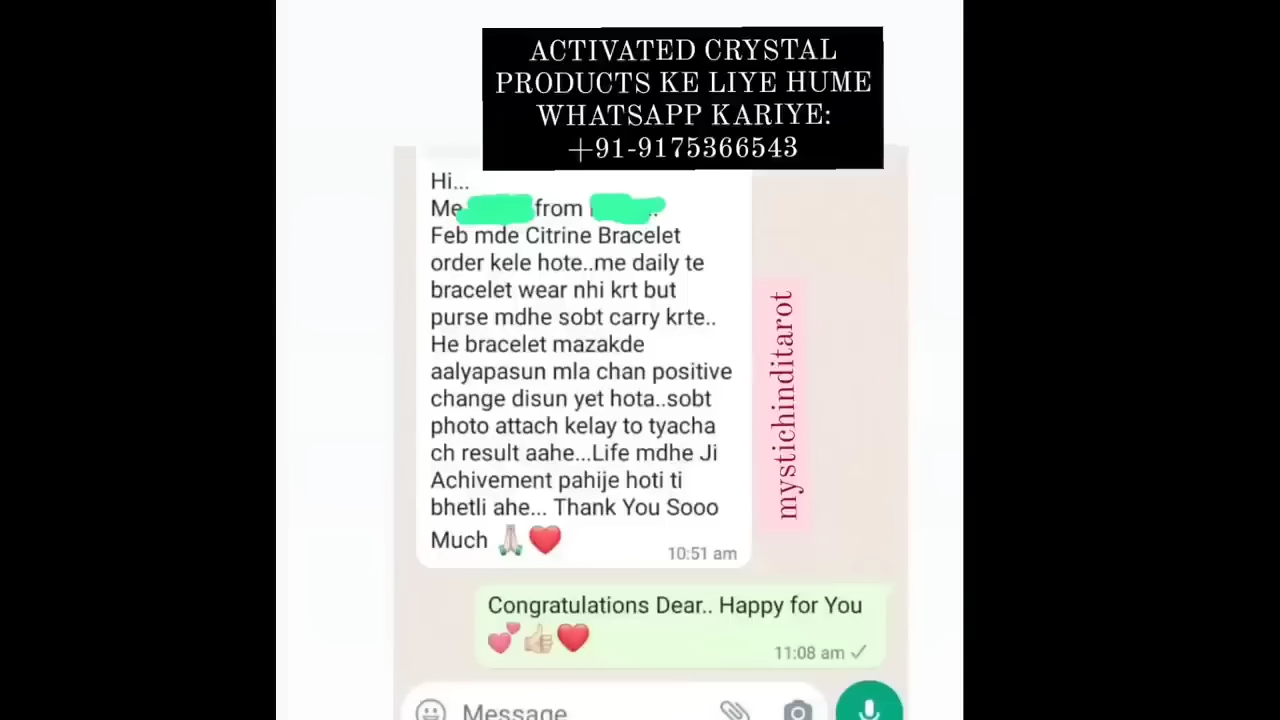 ACTIVATED CRYSTAL
PRODUCTS KE LIYE HUME
WHATSAPP KARIYE:
+91-9175366543
Hi...
Me from
Feb mde Citrine Bracelet
order kele hote..me daily te
bracelet wear nhi krt but
purse mdhe sobt carry krte..
He bracelet mazakde
aalyapasun mla chan positive
change disun yet hota..sobt
photo attach kelay to tyacha
ch result aahe...Life mdhe Ji
Achivement pahije hoti ti
bhetli ahe... Thank You Sooo
Much 🙏🏻❤️
10:51 am
mystichinditarot
Congratulations Dear.. Happy for You
💕👍🏻❤️
11:08 am ✓
Message